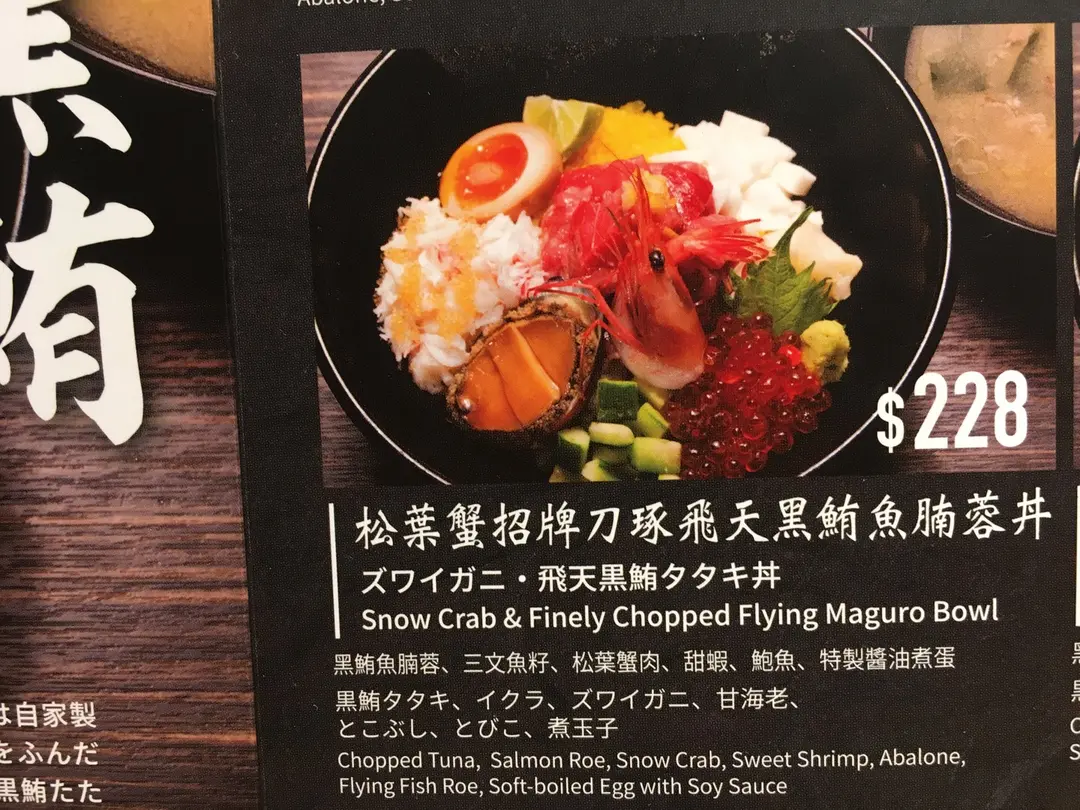 鮪
は自家製
をふんだ
黒鮪たた
$228
松葉蟹招牌刀琢飛天黑鮪魚腩蓉丼
ズワイガニ・飛天黒鮪タタキ丼
Snow Crab & Finely Chopped Flying Maguro Bowl
黑鮪魚腩蓉、三文魚籽、松葉蟹肉、甜蝦、鮑魚、特製醬油煮蛋
黒鮪タタキ、イクラ、ズワイガニ、甘海老、
とこぶし、とびこ、煮玉子
Chopped Tuna, Salmon Roe, Snow Crab, Sweet Shrimp, Abalone,
Flying Fish Roe, Soft-boiled Egg with Soy Sauce